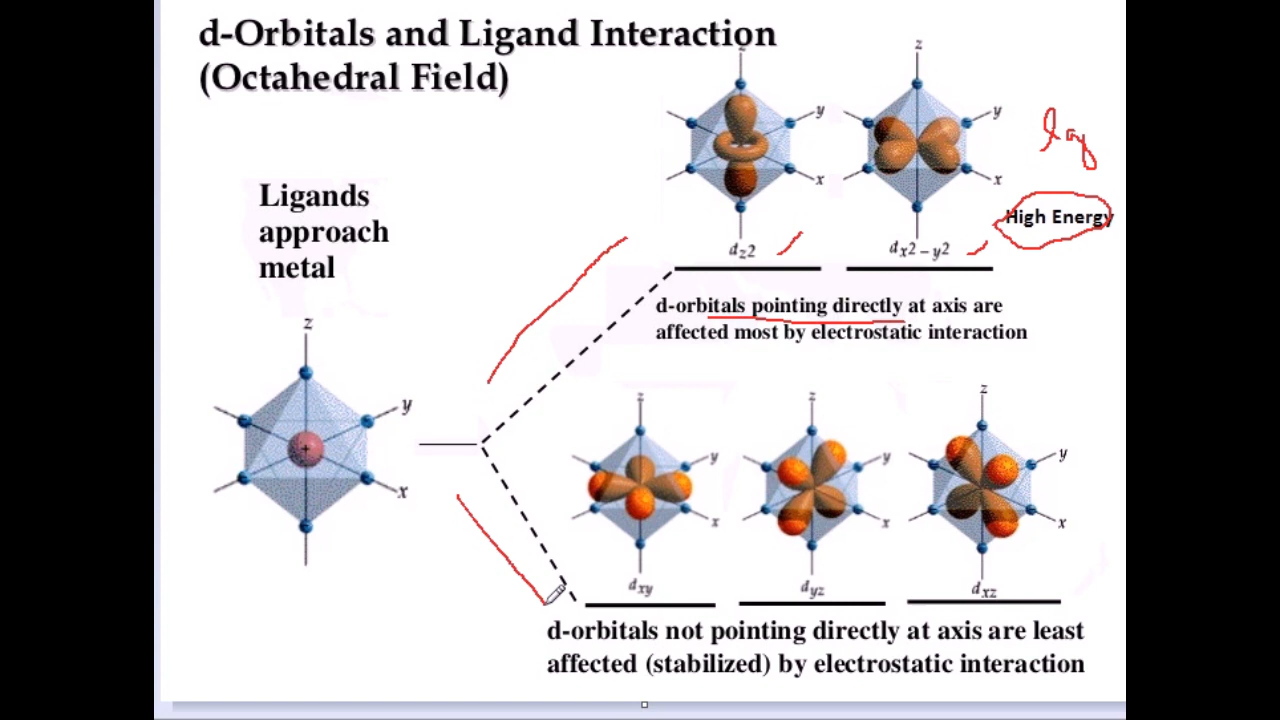 d-Orbitals and Ligand Interaction
(Octahedral Field)
z
z
y
y
x
x
High Energy
dz2
dx2 – y2
Ligands
approach
metal
d-orbitals pointing directly at axis are
affected most by electrostatic interaction
z
y
+
x
z
z
z
y
y
y
x
x
x
dxy
dyz
dxz
d-orbitals not pointing directly at axis are least
affected (stabilized) by electrostatic interaction